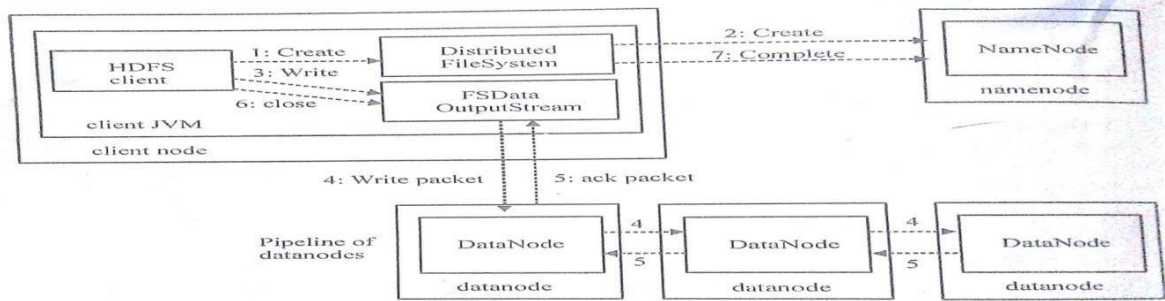 HDFS
client
1: Create
3: Write
6: close
Distributed
FileSystem
FSData
OutputStream
client JVM
client node
2: Create
7: Complete
NameNode
namenode
4: Write packet
5: ack packet
Pipeline of
datanodes
DataNode
datanode
4
5
DataNode
datanode
4
5
DataNode
datanode